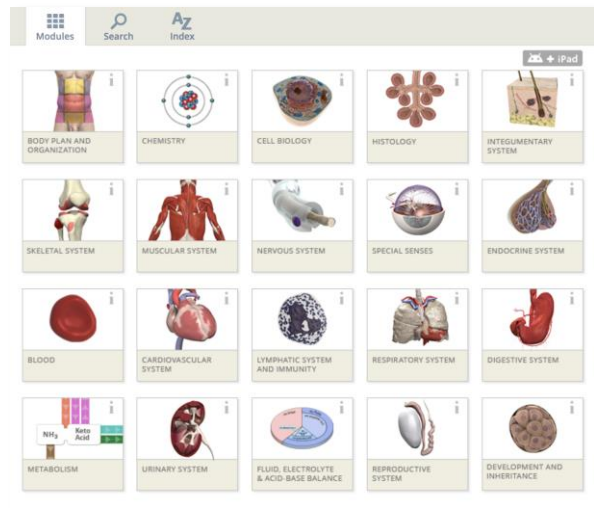 Modules
Search
AZ
Index
+ iPad
BODY PLAN AND
ORGANIZATION
CHEMISTRY
CELL BIOLOGY
HISTOLOGY
INTEGUMENTARY
SYSTEM
SKELETAL SYSTEM
MUSCULAR SYSTEM
NERVOUS SYSTEM
SPECIAL SENSES
ENDOCRINE SYSTEM
BLOOD
CARDIOVASCULAR
SYSTEM
LYMPHATIC SYSTEM
AND IMMUNITY
RESPIRATORY SYSTEM
DIGESTIVE SYSTEM
NH3
Keto
Acid
METABOLISM
URINARY SYSTEM
FLUID, ELECTROLYTE
& ACID-BASE BALANCE
REPRODUCTIVE
SYSTEM
DEVELOPMENT AND
INHERITANCE